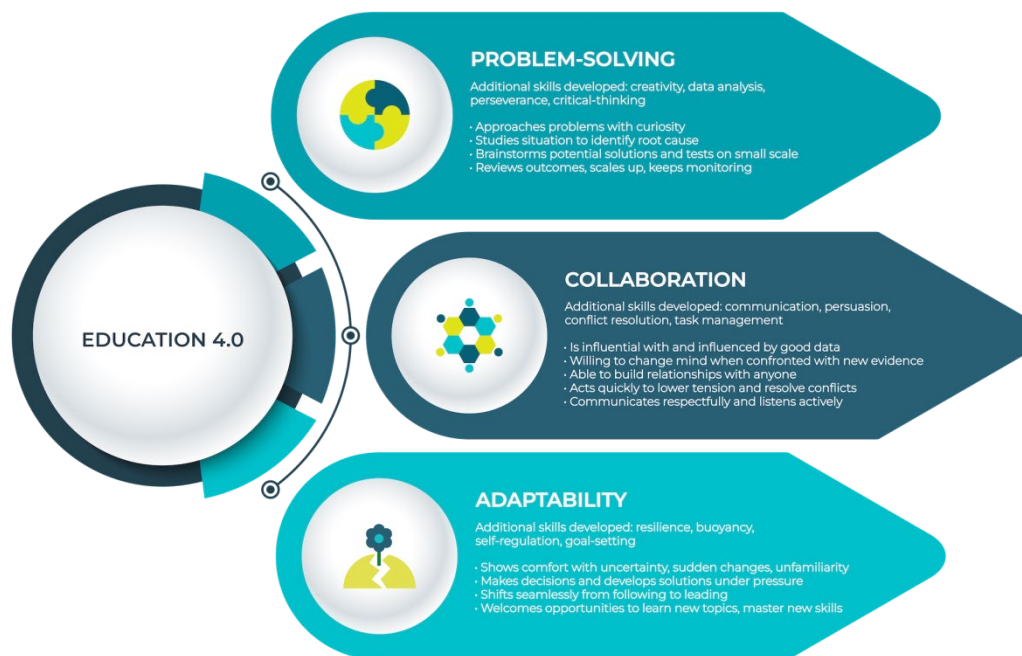 PROBLEM-SOLVING
Additional skills developed: creativity, data analysis,
perseverance, critical-thinking
· Approaches problems with curiosity
· Studies situation to identify root cause
· Brainstorms potential solutions and tests on small scale
· Reviews outcomes, scales up, keeps monitoring
EDUCATION 4.0
COLLABORATION
Additional skills developed: communication, persuasion,
conflict resolution, task management
· Is influential with and influenced by good data
· Willing to change mind when confronted with new evidence
· Able to build relationships with anyone
· Acts quickly to lower tension and resolve conflicts
· Communicates respectfully and listens actively
ADAPTABILITY
Additional skills developed: resilience, buoyancy,
self-regulation, goal-setting
· Shows comfort with uncertainty, sudden changes, unfamiliarity
· Makes decisions and develops solutions under pressure
· Shifts seamlessly from following to leading
· Welcomes opportunities to learn new topics, master new skills